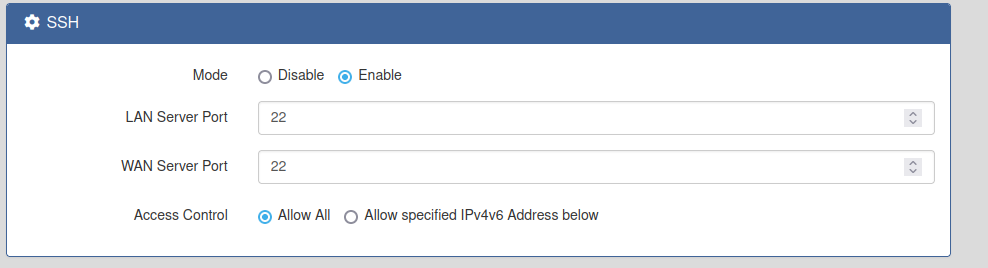 SSH
Mode Disable Enable
LAN Server Port 22
WAN Server Port 22
Access Control Allow All Allow specified IPv4v6 Address below